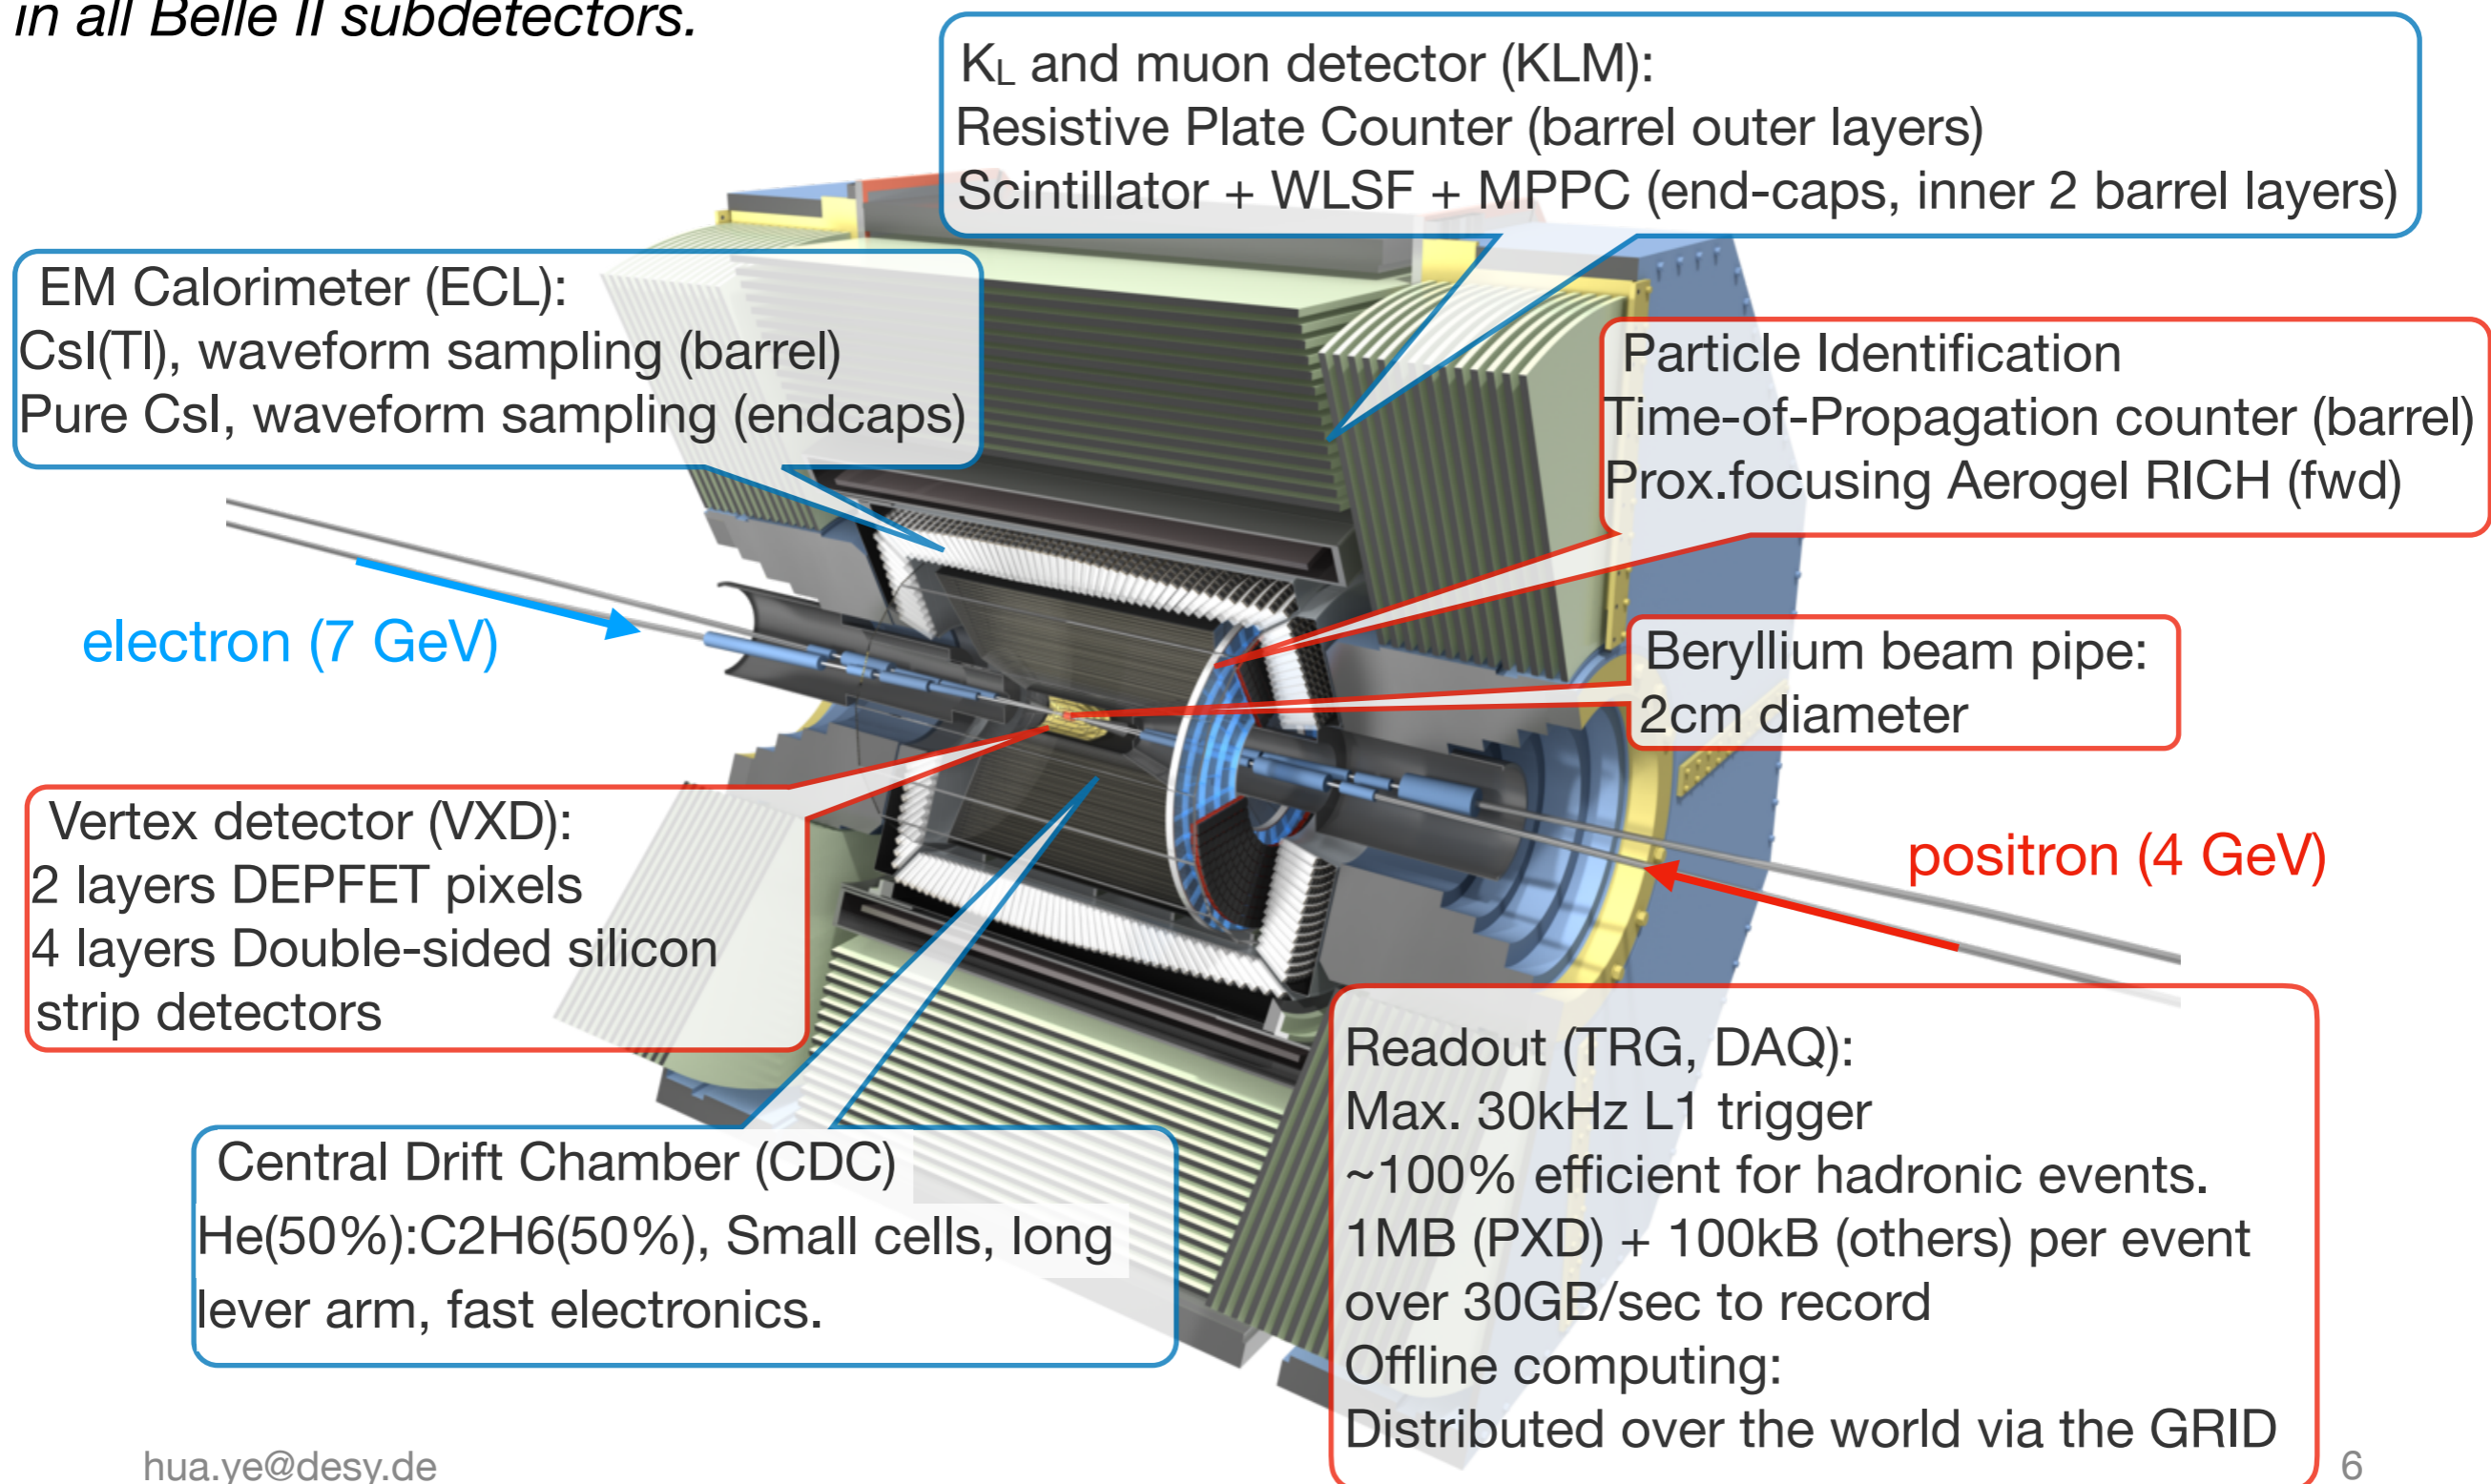 in all Belle II subdetectors.
KL and muon detector (KLM):
Resistive Plate Counter (barrel outer layers)
Scintillator + WLSF + MPPC (end-caps, inner 2 barrel layers)
EM Calorimeter (ECL):
CsI(Tl), waveform sampling (barrel)
Pure CsI, waveform sampling (endcaps)
Particle Identification
Time-of-Propagation counter (barrel)
Prox.focusing Aerogel RICH (fwd)
electron (7 GeV)
Beryllium beam pipe:
2cm diameter
Vertex detector (VXD):
2 layers DEPFET pixels
4 layers Double-sided silicon
strip detectors
positron (4 GeV)
Central Drift Chamber (CDC)
He(50%):C2H6(50%), Small cells, long
lever arm, fast electronics.
Readout (TRG, DAQ):
Max. 30kHz L1 trigger
~100% efficient for hadronic events.
1MB (PXD) + 100kB (others) per event
over 30GB/sec to record
Offline computing:
Distributed over the world via the GRID
hua.ye@desy.de
6